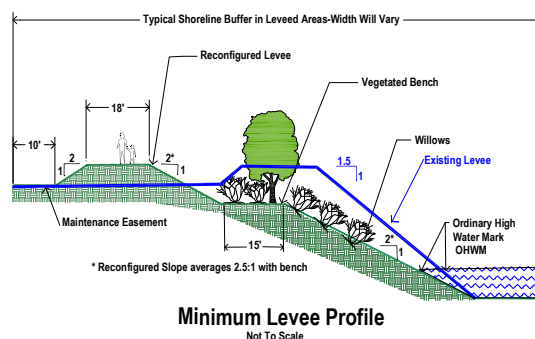 Typical Shoreline Buffer in Leveed Areas-Width Will Vary
Reconfigured Levee
18'
Vegetated Bench
10'
2
1
2*
1
Willows
1.5
1
Existing Levee
Maintenance Easement
15'
2*
1
Ordinary High
Water Mark
OHWM
* Reconfigured Slope averages 2.5:1 with bench
Minimum Levee Profile
Not To Scale